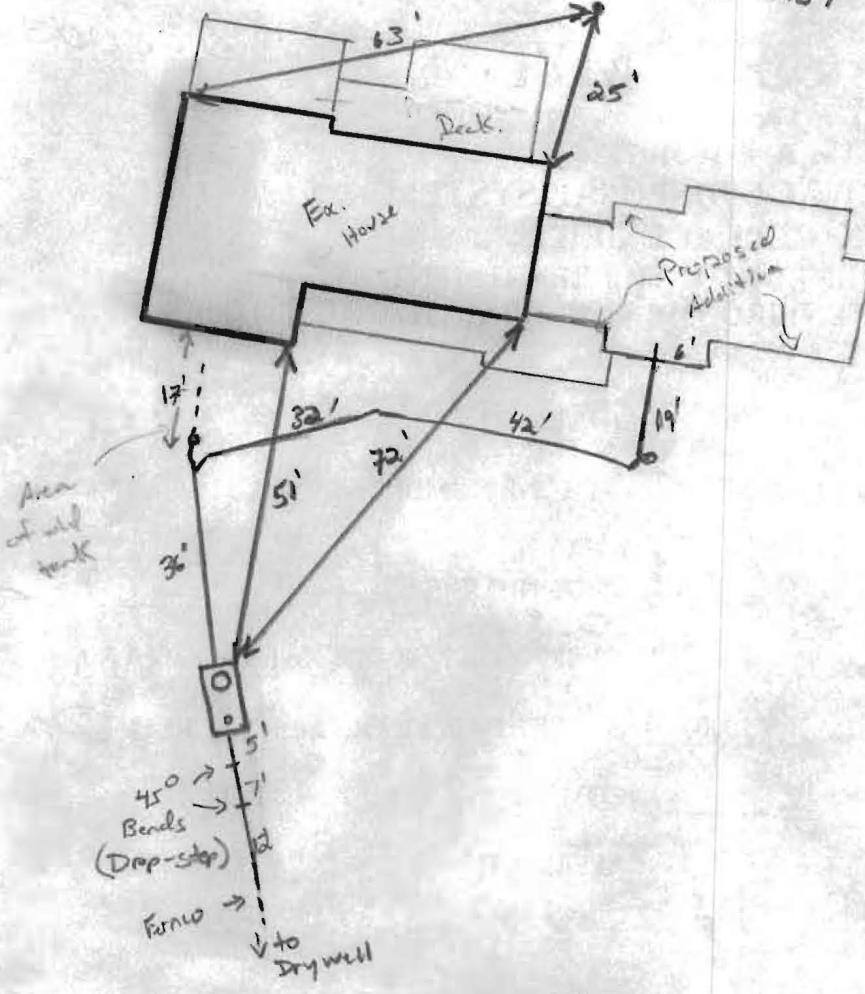 63'
25'
Deck.
Ex.
House
Proposed
Addition
6'
17'
32'
42'
19'
72'
51'
Area
of old
tank
36'
5'
45°
7'
Bends
(Drop-step)
12
Fernco
to
Drywell